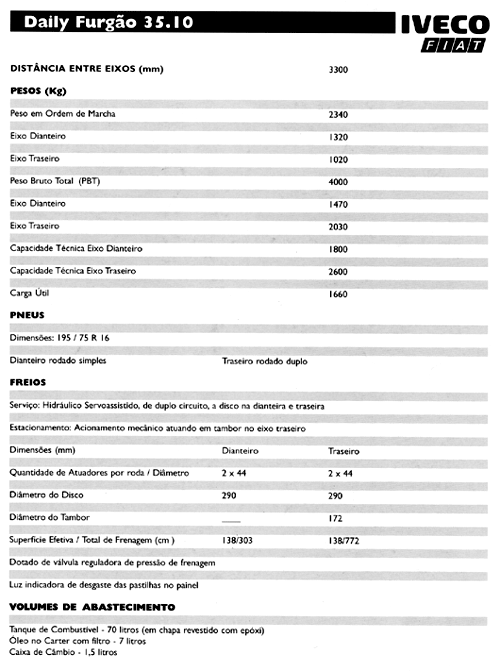 Daily Furgão 35.10
IVECO
FIAT
DISTÂNCIA ENTRE EIXOS (mm) 3300
PESOS (Kg)
Peso em Ordem de Marcha 2340
Eixo Dianteiro 1320
Eixo Traseiro 1020
Peso Bruto Total (PBT) 4000
Eixo Dianteiro 1470
Eixo Traseiro 2030
Capacidade Técnica Eixo Dianteiro 1800
Capacidade Técnica Eixo Traseiro 2600
Carga Útil 1660
PNEUS
Dimensões: 195 / 75 R 16
Dianteiro rodado simples Traseiro rodado duplo
FREIOS
Serviço: Hidráulico Servoassistido, de duplo circuito, a disco na dianteira e traseira
Estacionamento: Acionamento mecânico atuando em tambor no eixo traseiro
Dimensões (mm) Dianteiro Traseiro
Quantidade de Atuadores por roda / Diâmetro 2 x 44 2 x 44
Diâmetro do Disco 290 290
Diâmetro do Tambor ___ 172
Superfície Efetiva / Total de Frenagem (cm ) 138/303 138/772
Dotado de válvula reguladora de pressão de frenagem
Luz indicadora de desgaste das pastilhas no painel
VOLUMES DE ABASTECIMENTO
Tanque de Combustível - 70 litros (em chapa revestido com epóxi)
Óleo no Carter com filtro - 7 litros
Caixa de Câmbio - 1,5 litros